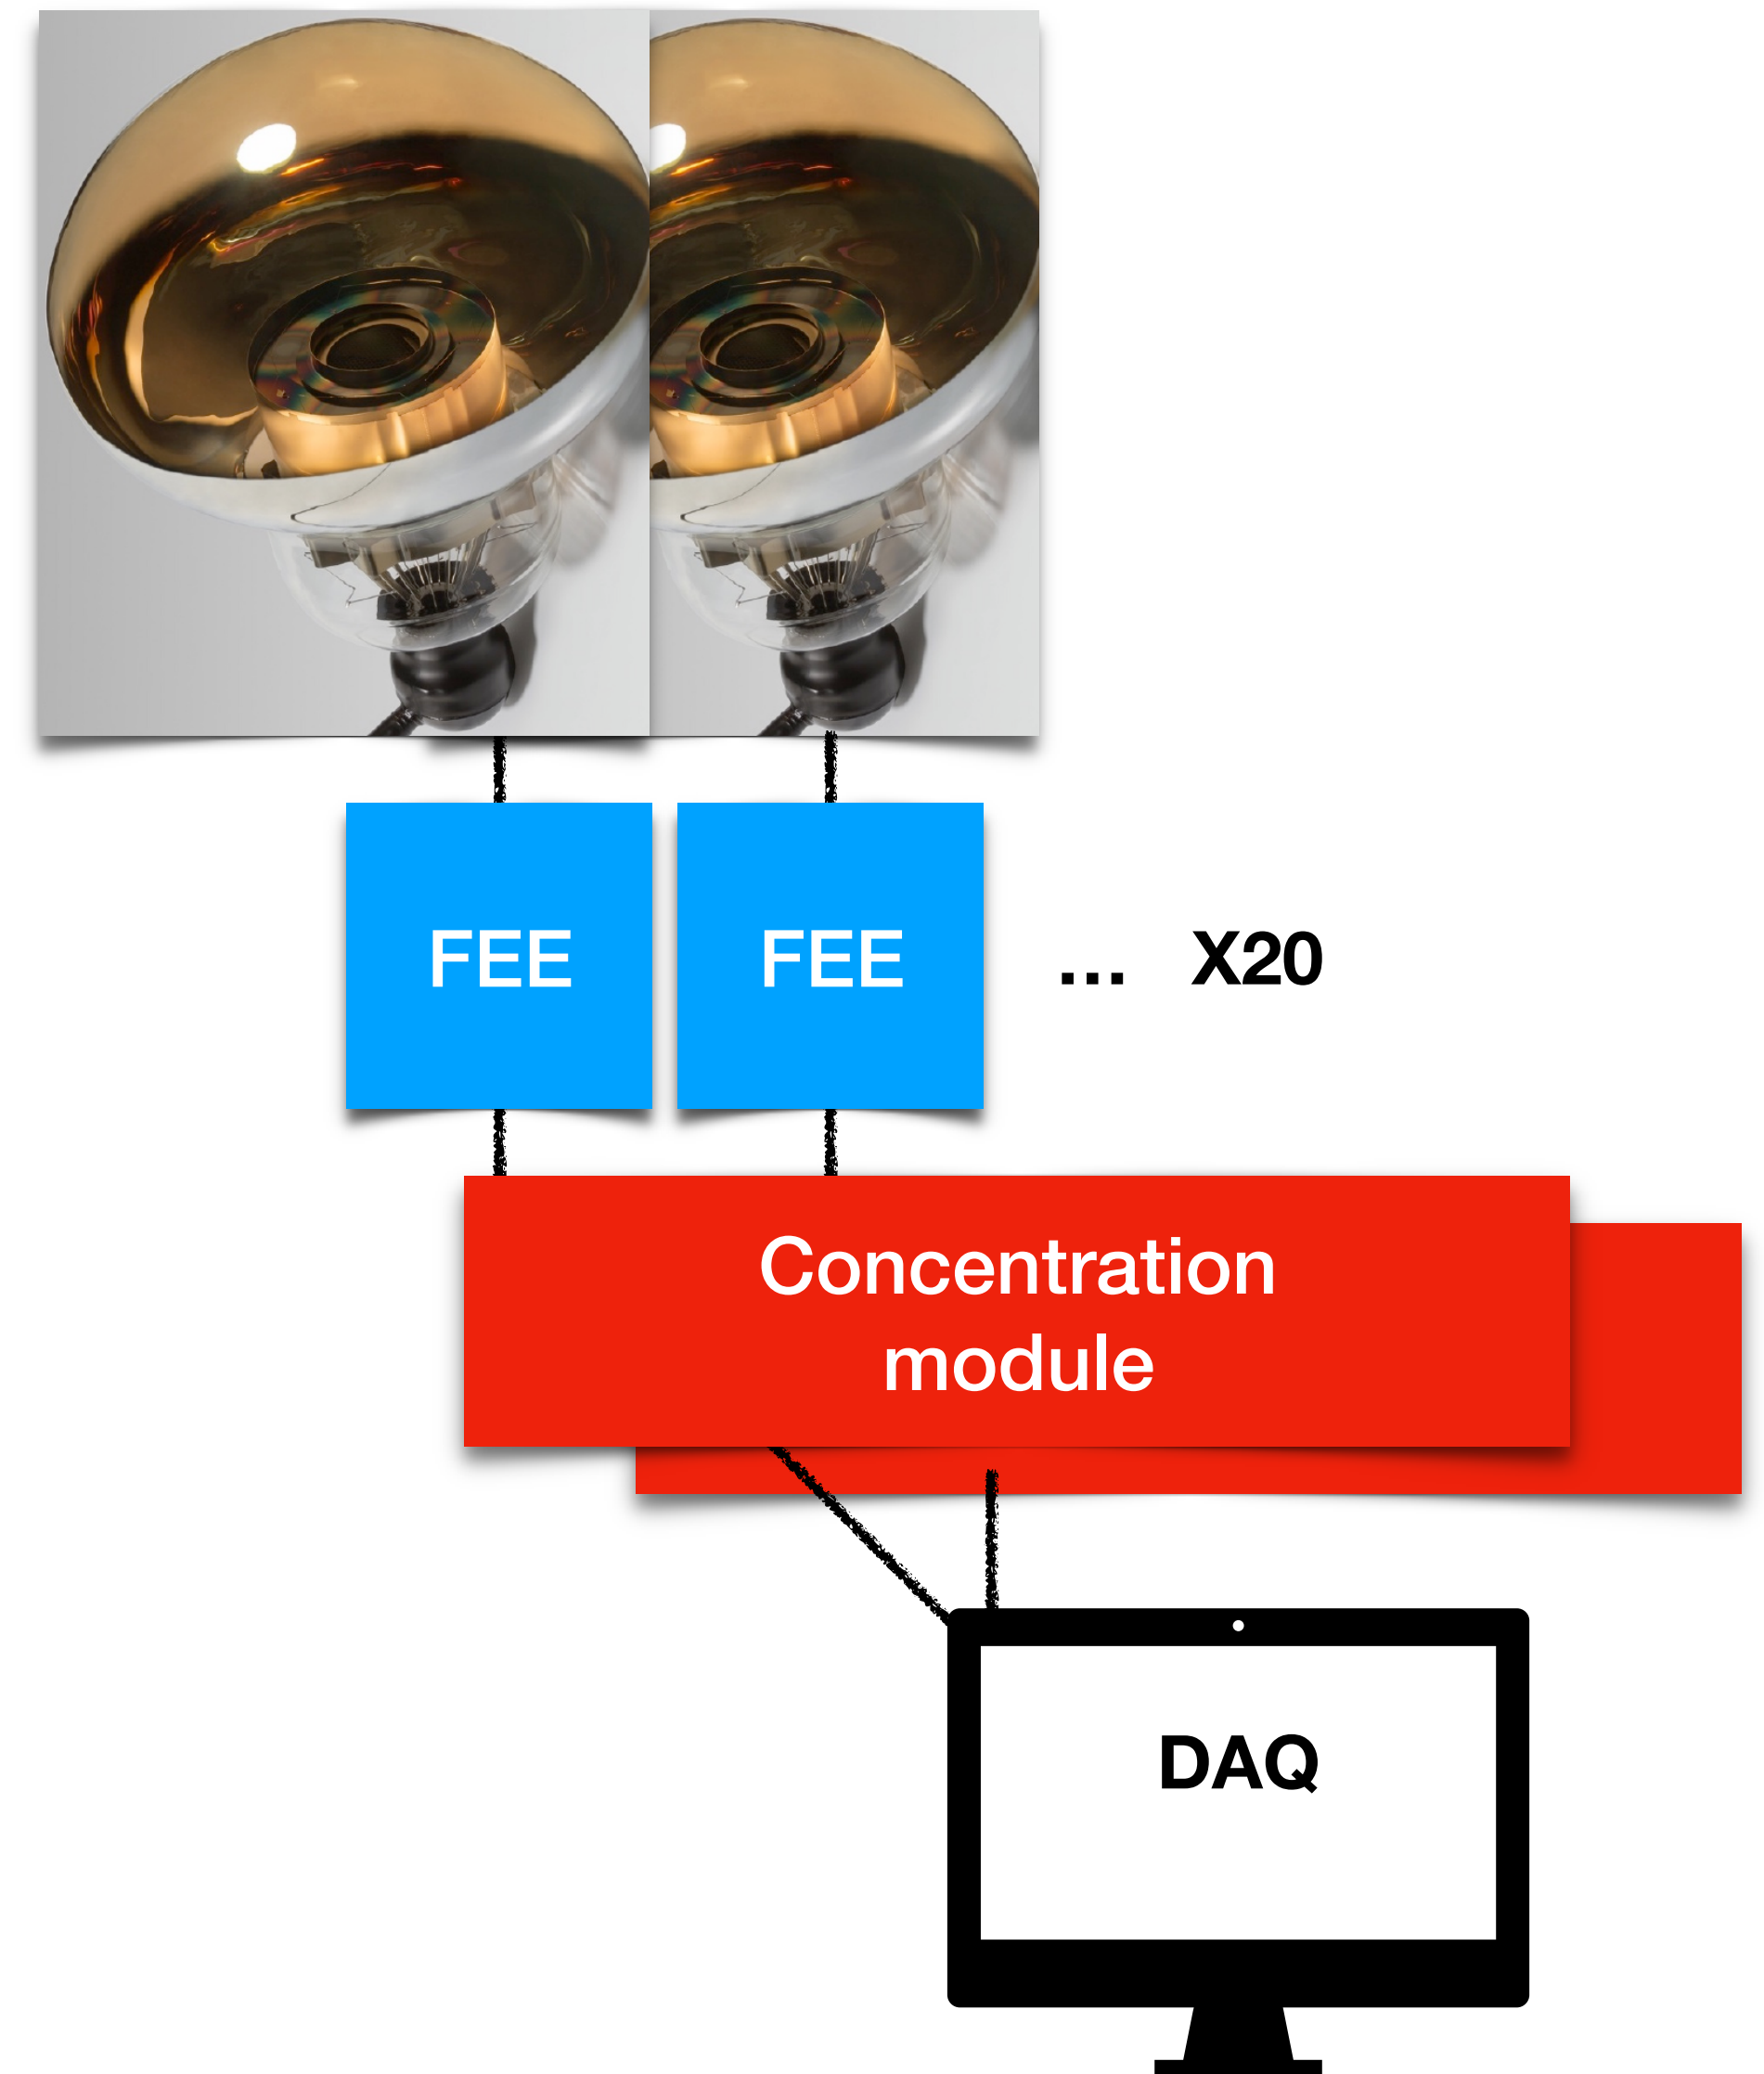 FEE
FEE
... X20
Concentration
module
DAQ